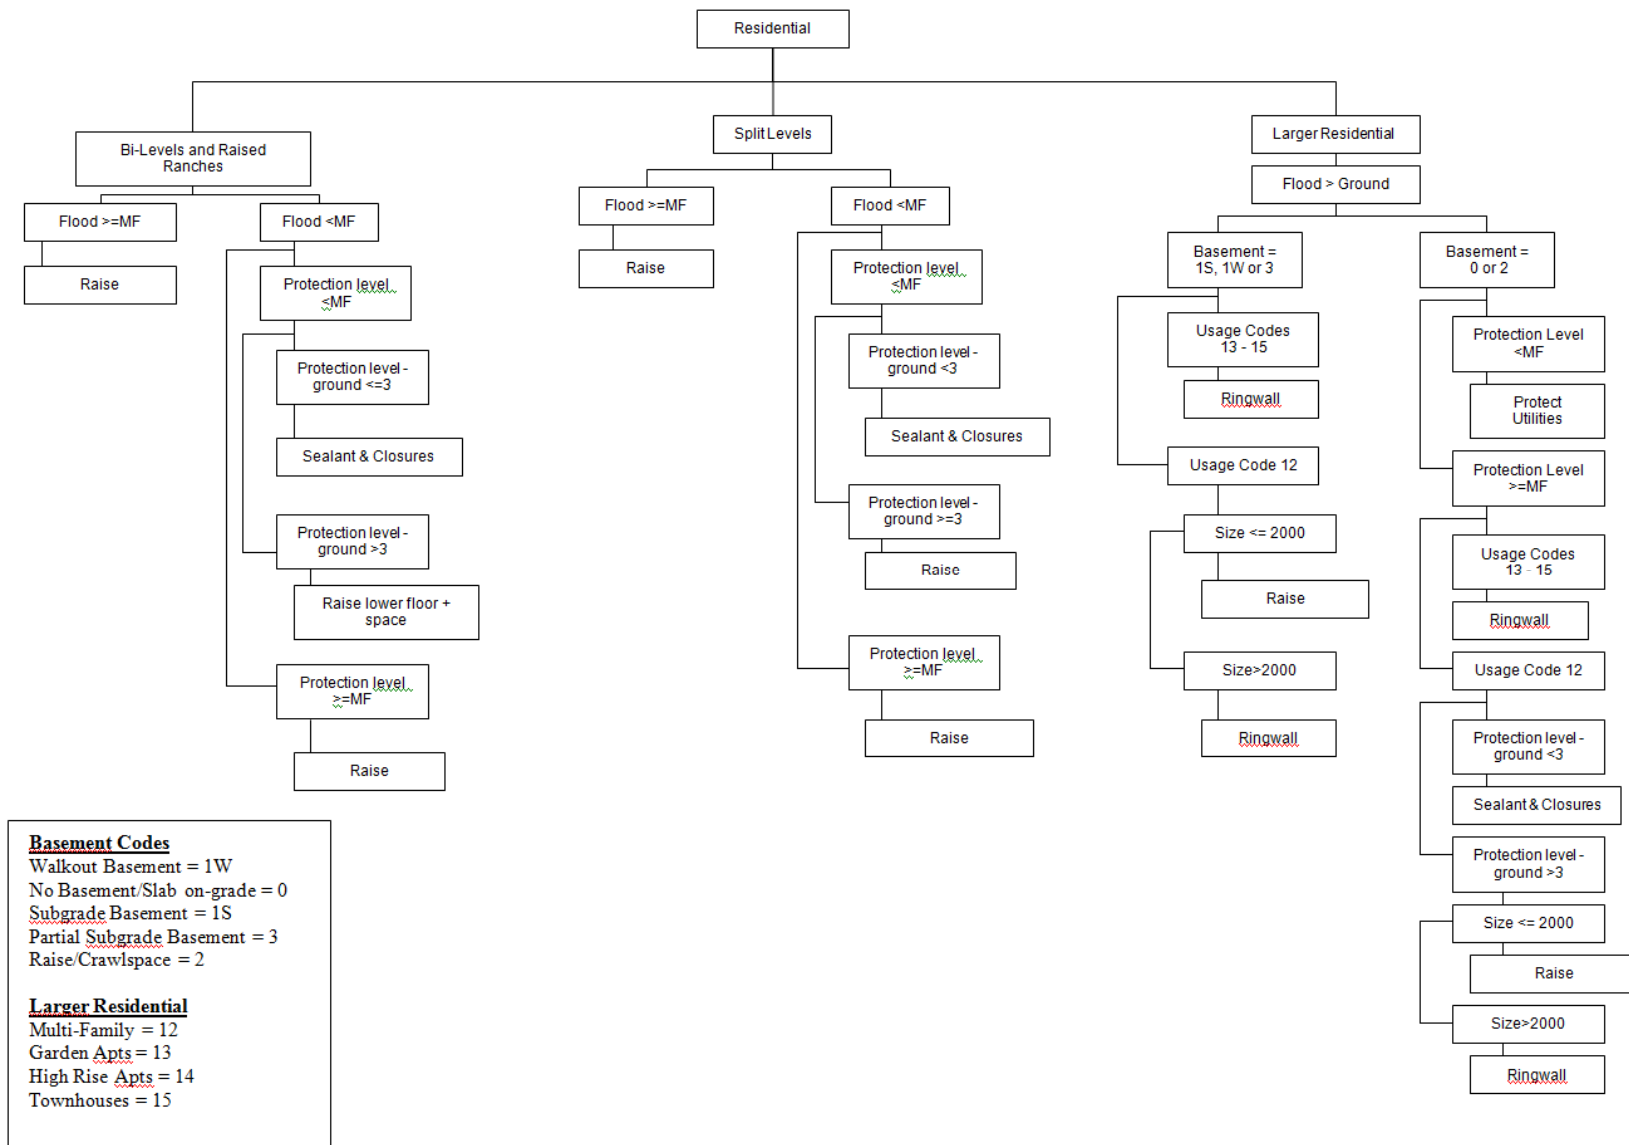 Residential
Bi-Levels and Raised
Ranches
Flood >=MF
Raise
Flood <MF
Protection level
<MF
Protection level -
ground <=3
Sealant & Closures
Protection level -
ground >3
Raise lower floor +
space
Protection level
>=MF
Raise
Split Levels
Flood >=MF
Raise
Flood <MF
Protection level
<MF
Protection level -
ground <3
Sealant & Closures
Protection level -
ground >=3
Raise
Protection level
>=MF
Raise
Larger Residential
Flood > Ground
Basement =
1S, 1W or 3
Usage Codes
13 - 15
Ringwall
Usage Code 12
Size <= 2000
Raise
Size>2000
Ringwall
Basement =
0 or 2
Protection Level
<MF
Protect
Utilities
Protection Level
>=MF
Usage Codes
13 - 15
Ringwall
Usage Code 12
Protection level -
ground <3
Sealant & Closures
Protection level -
ground >3
Size <= 2000
Raise
Size>2000
Ringwall
Basement Codes
Walkout Basement = 1W
No Basement/Slab on-grade = 0
Subgrade Basement = 1S
Partial Subgrade Basement = 3
Raise/Crawlspace = 2
Larger Residential
Multi-Family = 12
Garden Apts = 13
High Rise Apts = 14
Townhouses = 15